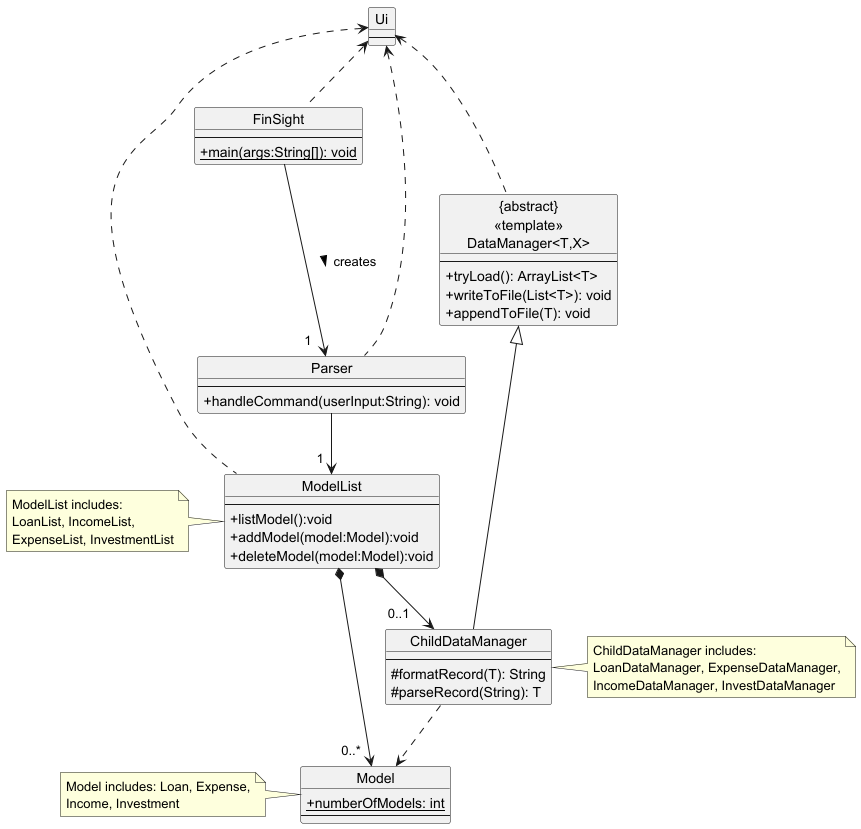 Ui
FinSight
+main(args:String[]): void
{abstract}
«template»
DataManager<T,X>
+tryLoad(): ArrayList<T>
+writeToFile(List<T>): void
+appendToFile(T): void
creates
1
Parser
+handleCommand(userInput:String): void
1
ModelList
+listModel():void
+addModel(model:Model):void
+deleteModel(model:Model):void
ModelList includes:
LoanList, IncomeList,
ExpenseList, InvestmentList
0..1
ChildDataManager
#formatRecord(T): String
#parseRecord(String): T
ChildDataManager includes:
LoanDataManager, ExpenseDataManager,
IncomeDataManager, InvestDataManager
0..*
Model
+numberOfModels: int
Model includes: Loan, Expense,
Income, Investment